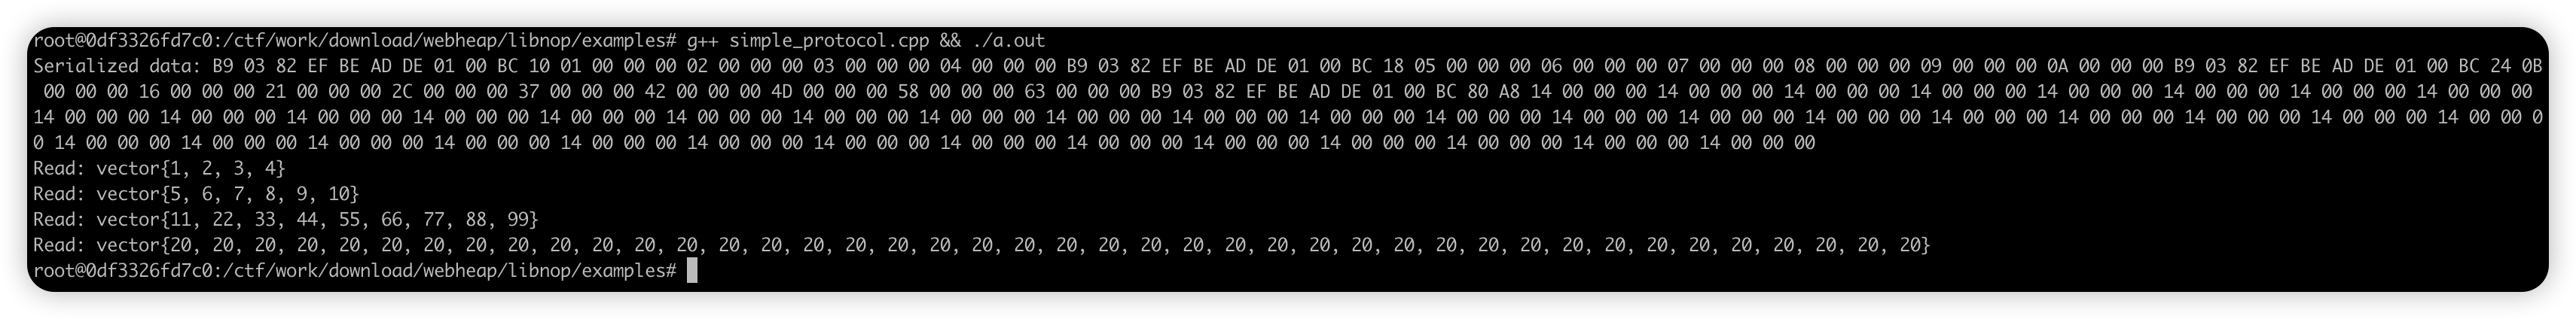 root@0df3326fd7c0:/ctf/work/download/webheap/libnop/examples# g++ simple_protocol.cpp && ./a.out
Serialized data: B9 03 82 EF BE AD DE 01 00 BC 10 01 00 00 00 02 00 00 00 03 00 00 00 04 00 00 00 B9 03 82 EF BE AD DE 01 00 BC 18 05 00 00 00 06 00 00 00 07 00 00 00 08 00 00 00 09 00 00 00 0A 00 00 00 B9 03 82 EF BE AD DE 01 00 BC 24 0B
00 00 00 16 00 00 00 21 00 00 00 2C 00 00 00 37 00 00 00 42 00 00 00 4D 00 00 00 58 00 00 00 63 00 00 00 B9 03 82 EF BE AD DE 01 00 BC 80 A8 14 00 00 00 14 00 00 00 14 00 00 00 14 00 00 00 14 00 00 00 14 00 00 00 14 00 00 00 14 00 00 00
14 00 00 00 14 00 00 00 14 00 00 00 14 00 00 00 14 00 00 00 14 00 00 00 14 00 00 00 14 00 00 00 14 00 00 00 14 00 00 00 14 00 00 00 14 00 00 00 14 00 00 00 14 00 00 00 14 00 00 00 14 00 00 00 14 00 00 00 14 00 00 00 14 00 00 00 14 00 00 0
0 14 00 00 00 14 00 00 00 14 00 00 00 14 00 00 00 14 00 00 00 14 00 00 00 14 00 00 00 14 00 00 00 14 00 00 00 14 00 00 00 14 00 00 00 14 00 00 00 14 00 00 00 14 00 00 00
Read: vector{1, 2, 3, 4}
Read: vector{5, 6, 7, 8, 9, 10}
Read: vector{11, 22, 33, 44, 55, 66, 77, 88, 99}
Read: vector{20, 20, 20, 20, 20, 20, 20, 20, 20, 20, 20, 20, 20, 20, 20, 20, 20, 20, 20, 20, 20, 20, 20, 20, 20, 20, 20, 20, 20, 20, 20, 20, 20, 20, 20, 20, 20, 20, 20, 20, 20, 20}
root@0df3326fd7c0:/ctf/work/download/webheap/libnop/examples#